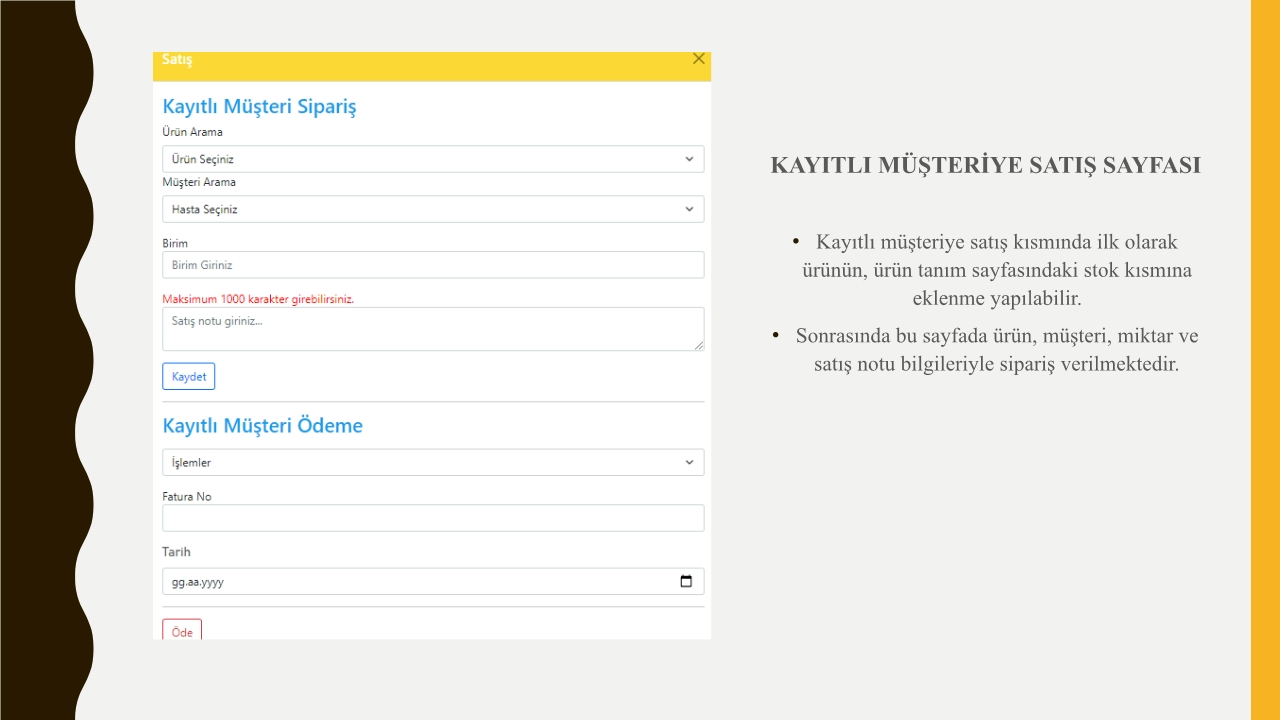 Satış
Kayıtlı Müşteri Sipariş
Ürün Arama
Ürün Seçiniz
Müşteri Arama
Hasta Seçiniz
Birim
Birim Giriniz
Maksimum 1000 karakter girebilirsiniz.
Satış notu giriniz...
Kaydet
Kayıtlı Müşteri Ödeme
İşlemler
Fatura No
Tarih
gg.aa.yyyy
Öde
KAYITLI MÜŞTERİYE SATIŞ SAYFASI
• Kayıtlı müşteriye satış kısmında ilk olarak
ürünün, ürün tanım sayfasındaki stok kısmına
eklenme yapılabilir.
• Sonrasında bu sayfada ürün, müşteri, miktar ve
satış notu bilgileriyle sipariş verilmektedir.